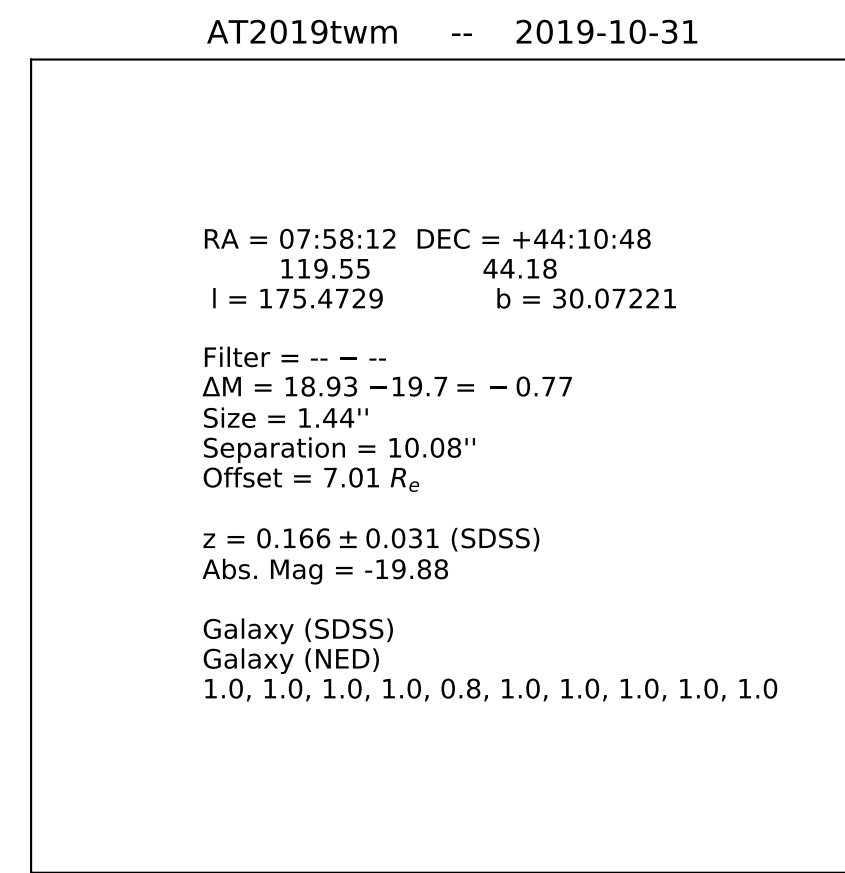 AT2019twm -- 2019-10-31
RA = 07:58:12 DEC = +44:10:48
119.55 44.18
l = 175.4729 b = 30.07221
Filter = -- − --
ΔM = 18.93 −19.7 = − 0.77
Size = 1.44''
Separation = 10.08''
Offset = 7.01 Rₑ
z = 0.166 ± 0.031 (SDSS)
Abs. Mag = -19.88
Galaxy (SDSS)
Galaxy (NED)
1.0, 1.0, 1.0, 1.0, 0.8, 1.0, 1.0, 1.0, 1.0, 1.0